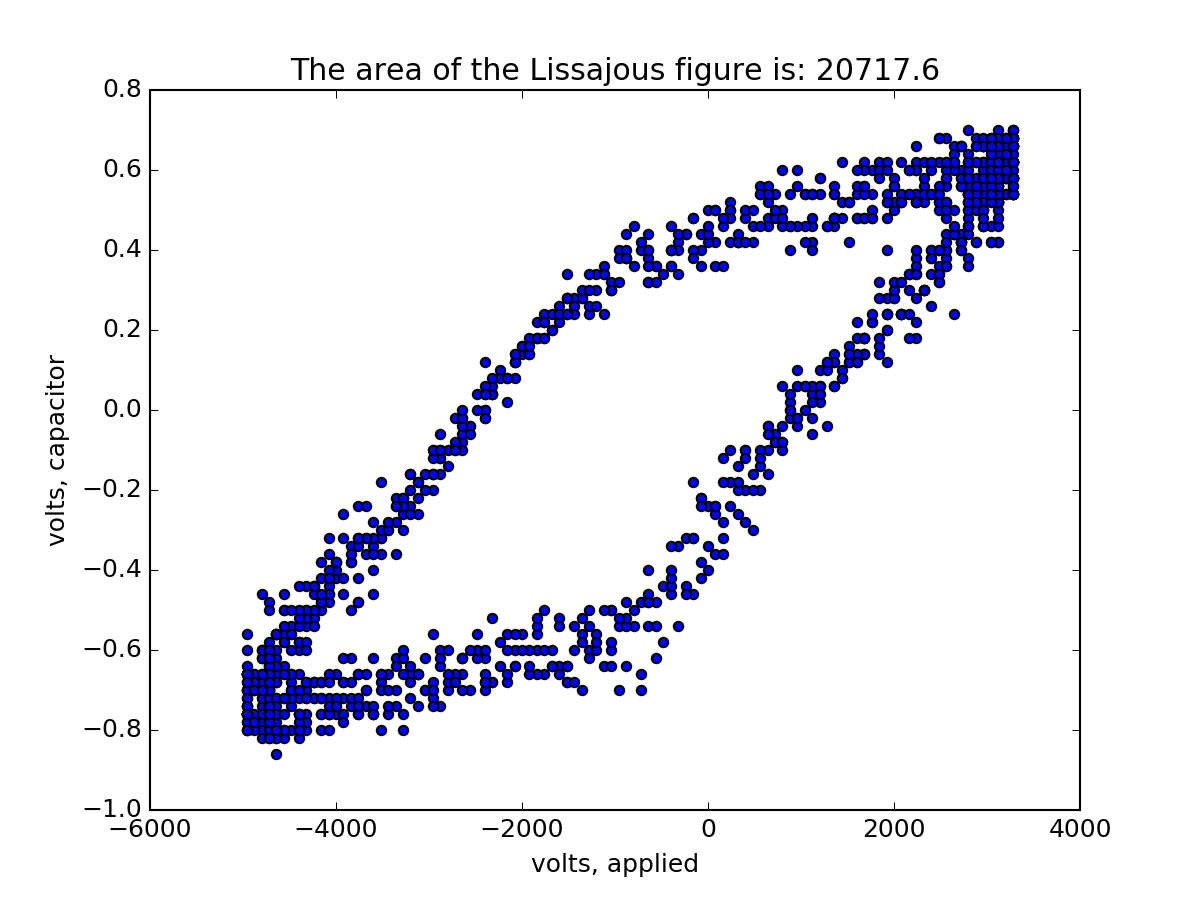 The area of the Lissajous figure is: 20717.6
0.8
0.6
0.4
0.2
0.0
−0.2
−0.4
−0.6
−0.8
−1.0
volts, capacitor
−6000 −4000 −2000 0 2000 4000
volts, applied